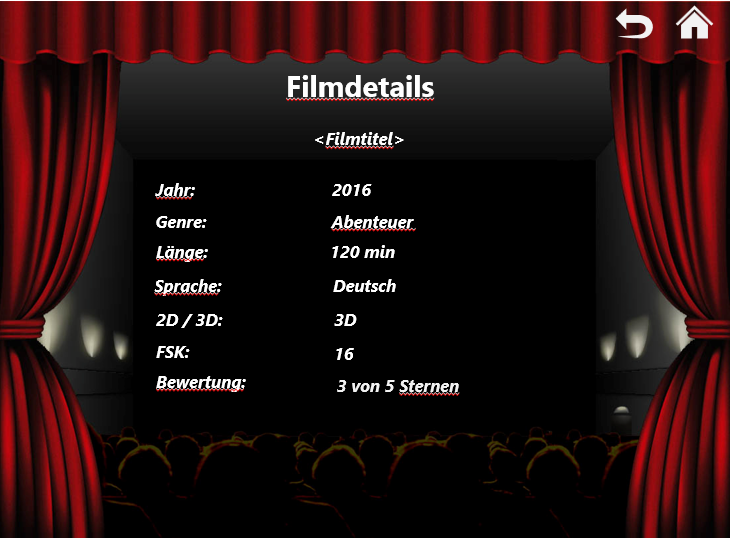 Filmdetails
<Filmtitel>
Jahr: 2016
Genre: Abenteuer
Länge: 120 min
Sprache: Deutsch
2D / 3D: 3D
FSK: 16
Bewertung: 3 von 5 Sternen